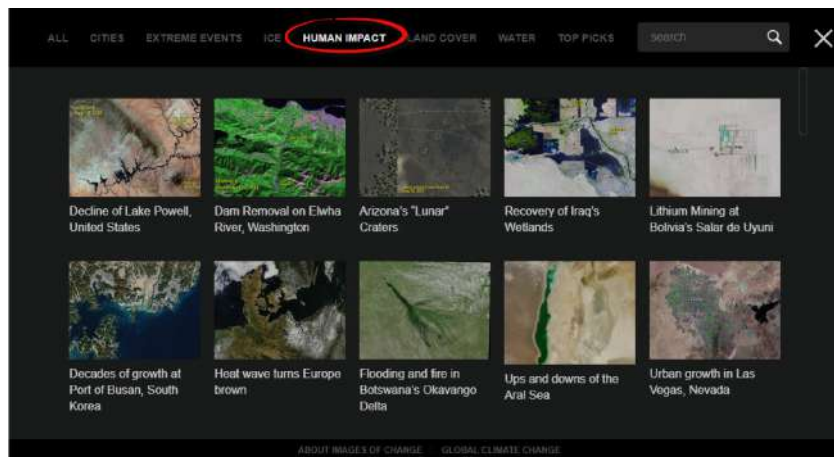 ALL CITIES EXTREME EVENTS ICE HUMAN IMPACT LAND COVER WATER TOP PICKS search
Decline of Lake Powell,
United States
Dam Removal on Elwha
River, Washington
Arizona's "Lunar"
Craters
Recovery of Iraq's
Wetlands
Lithium Mining at
Bolivia's Salar de Uyuni
Decades of growth at
Port of Busan, South
Korea
Heat wave turns Europe
brown
Flooding and fire in
Botswana's Okavango
Delta
Ups and downs of the
Aral Sea
Urban growth in Las
Vegas, Nevada
ABOUT IMAGES OF CHANGE GLOBAL CLIMATE CHANGE